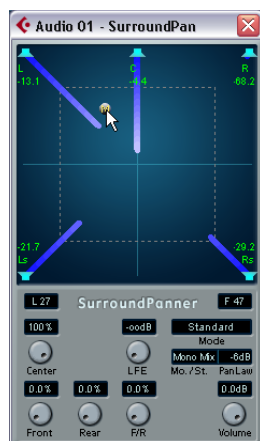 Audio 01 - SurroundPan
L C R
-13.1 -4.4 -68.2
M
-21.7 -29.2
Ls Rs
L 27 SurroundPanner F 47
100% -oodB Standard
Mode
Mono Mix -6dB
Center LFE Mo./St. PanLaw
0.0% 0.0% 0.0% 0.0dB
Front Rear F/R Volume